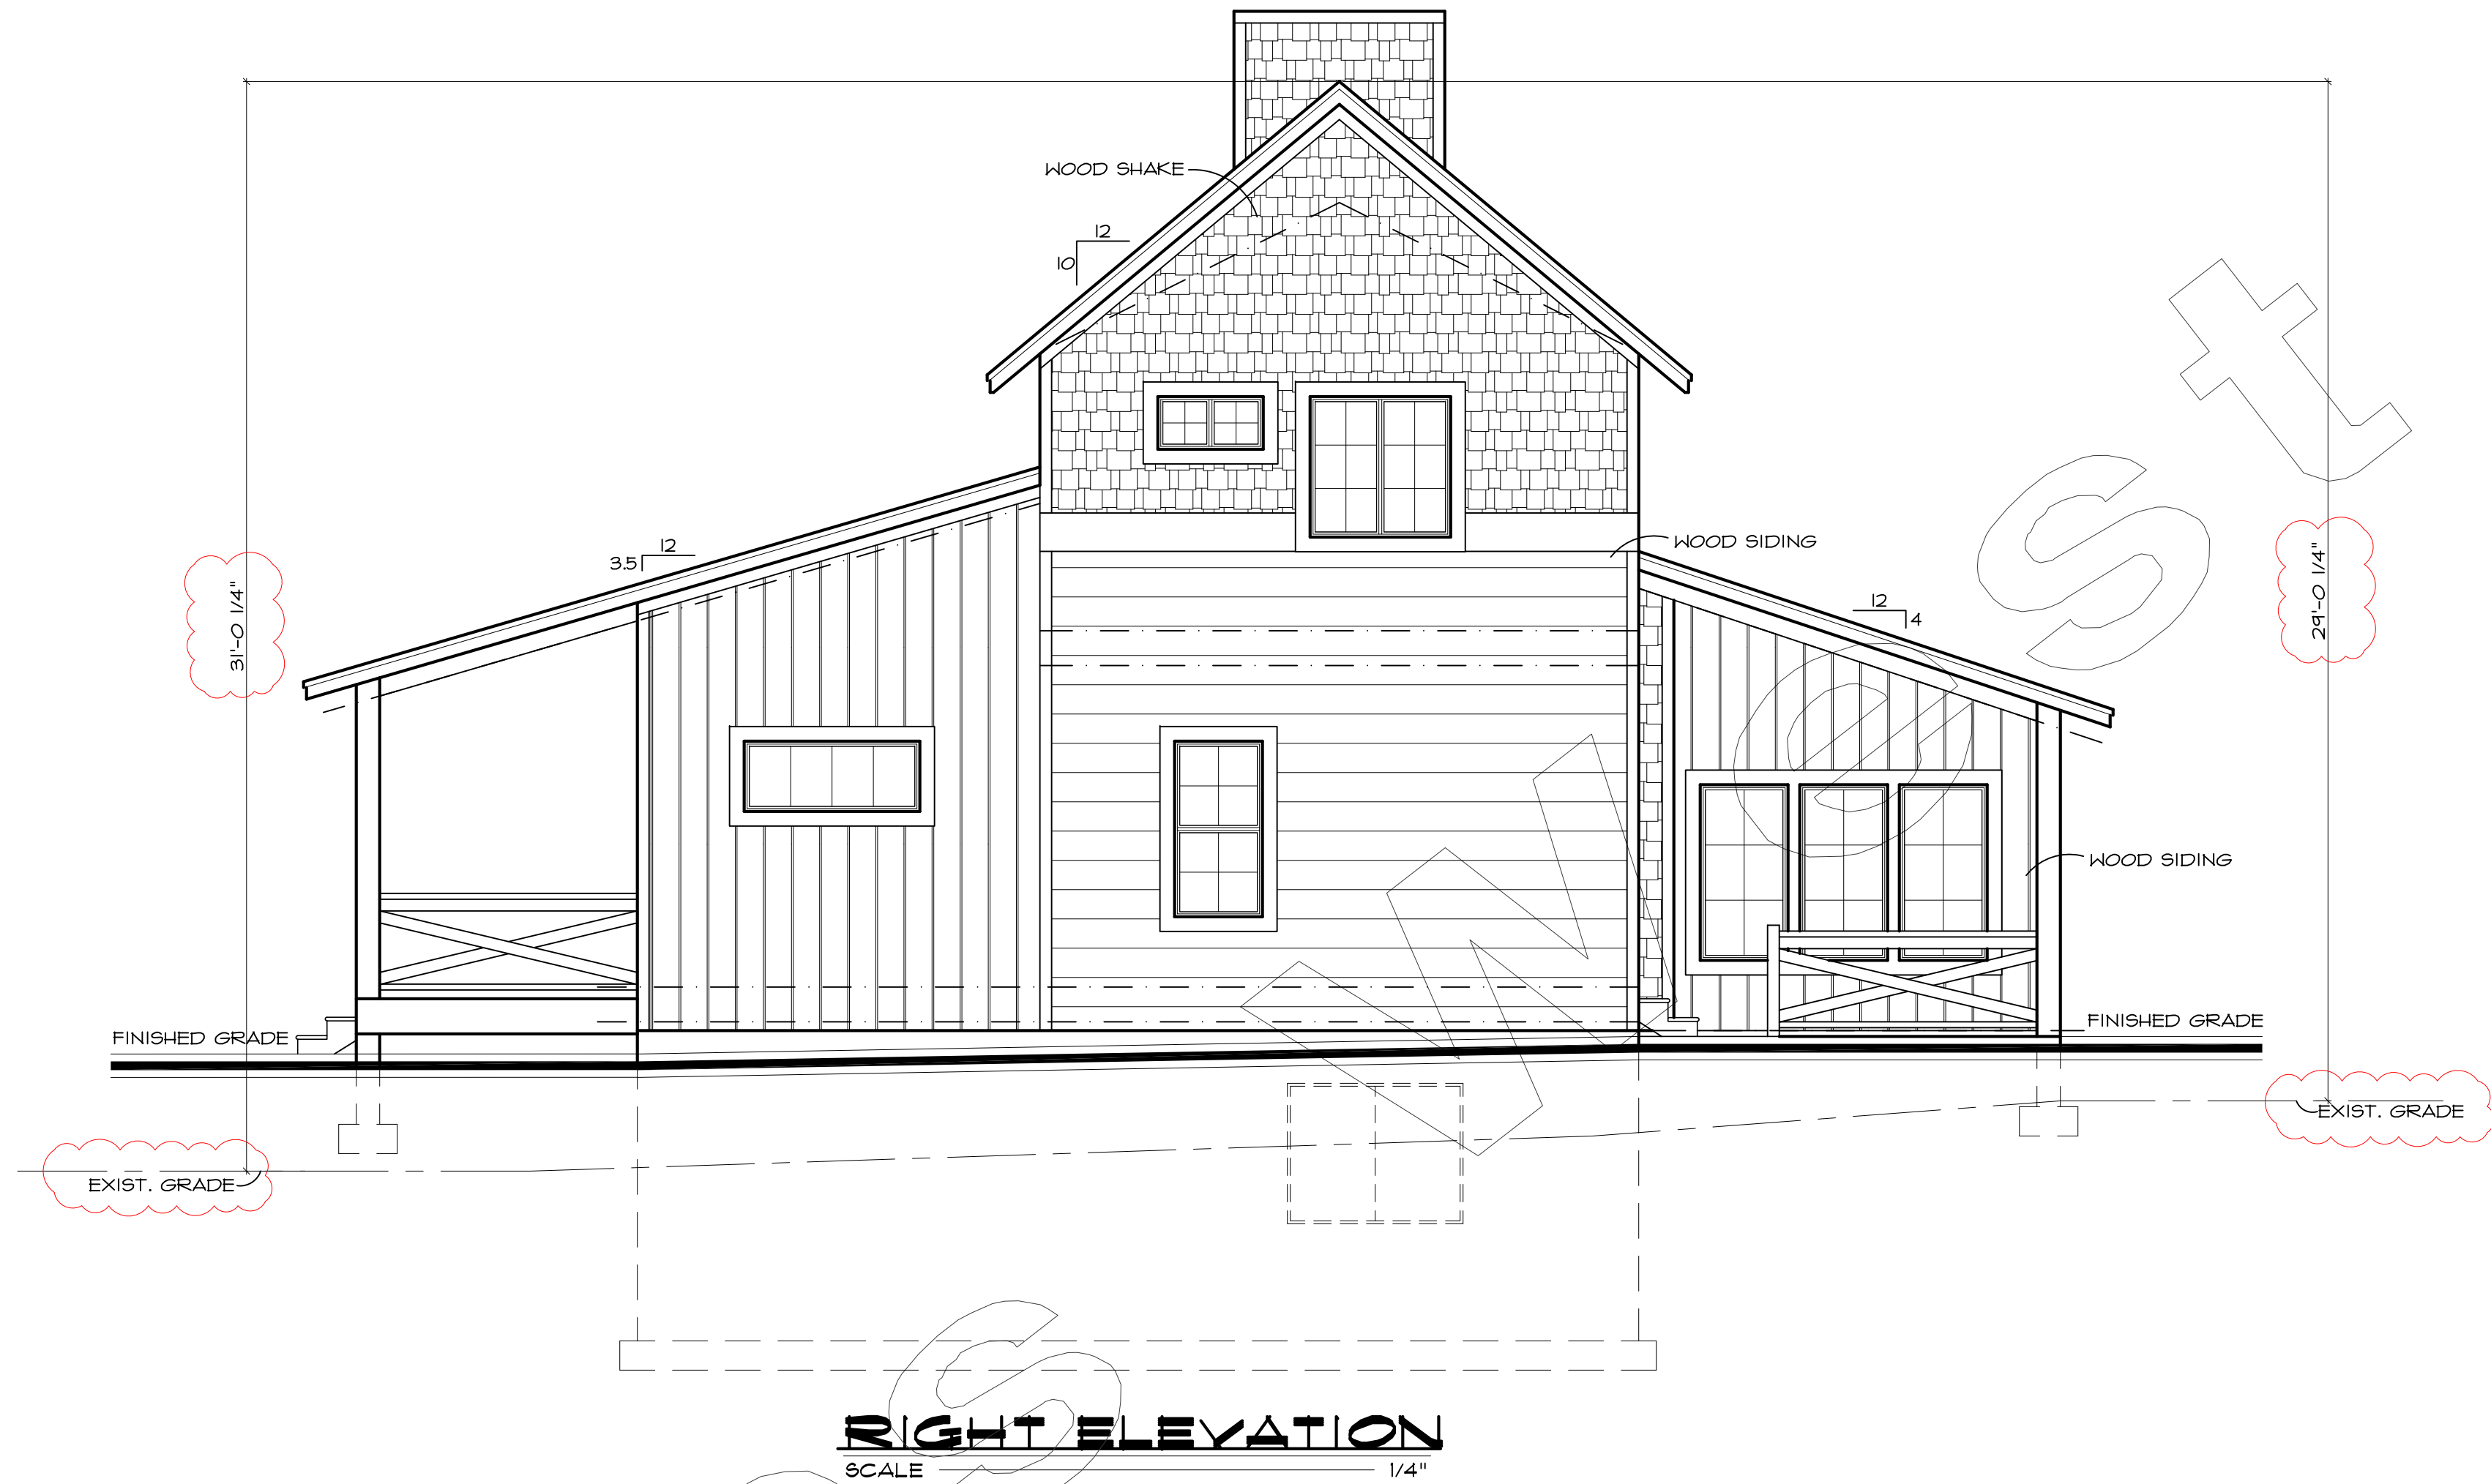 WOOD SHAKE
12
10
12
3.5
WOOD SIDING
12
4
31'-0 1/4"
29'-0 1/4"
WOOD SIDING
FINISHED GRADE
FINISHED GRADE
EXIST. GRADE
EXIST. GRADE
RIGHT ELEVATION
SCALE 1/4"